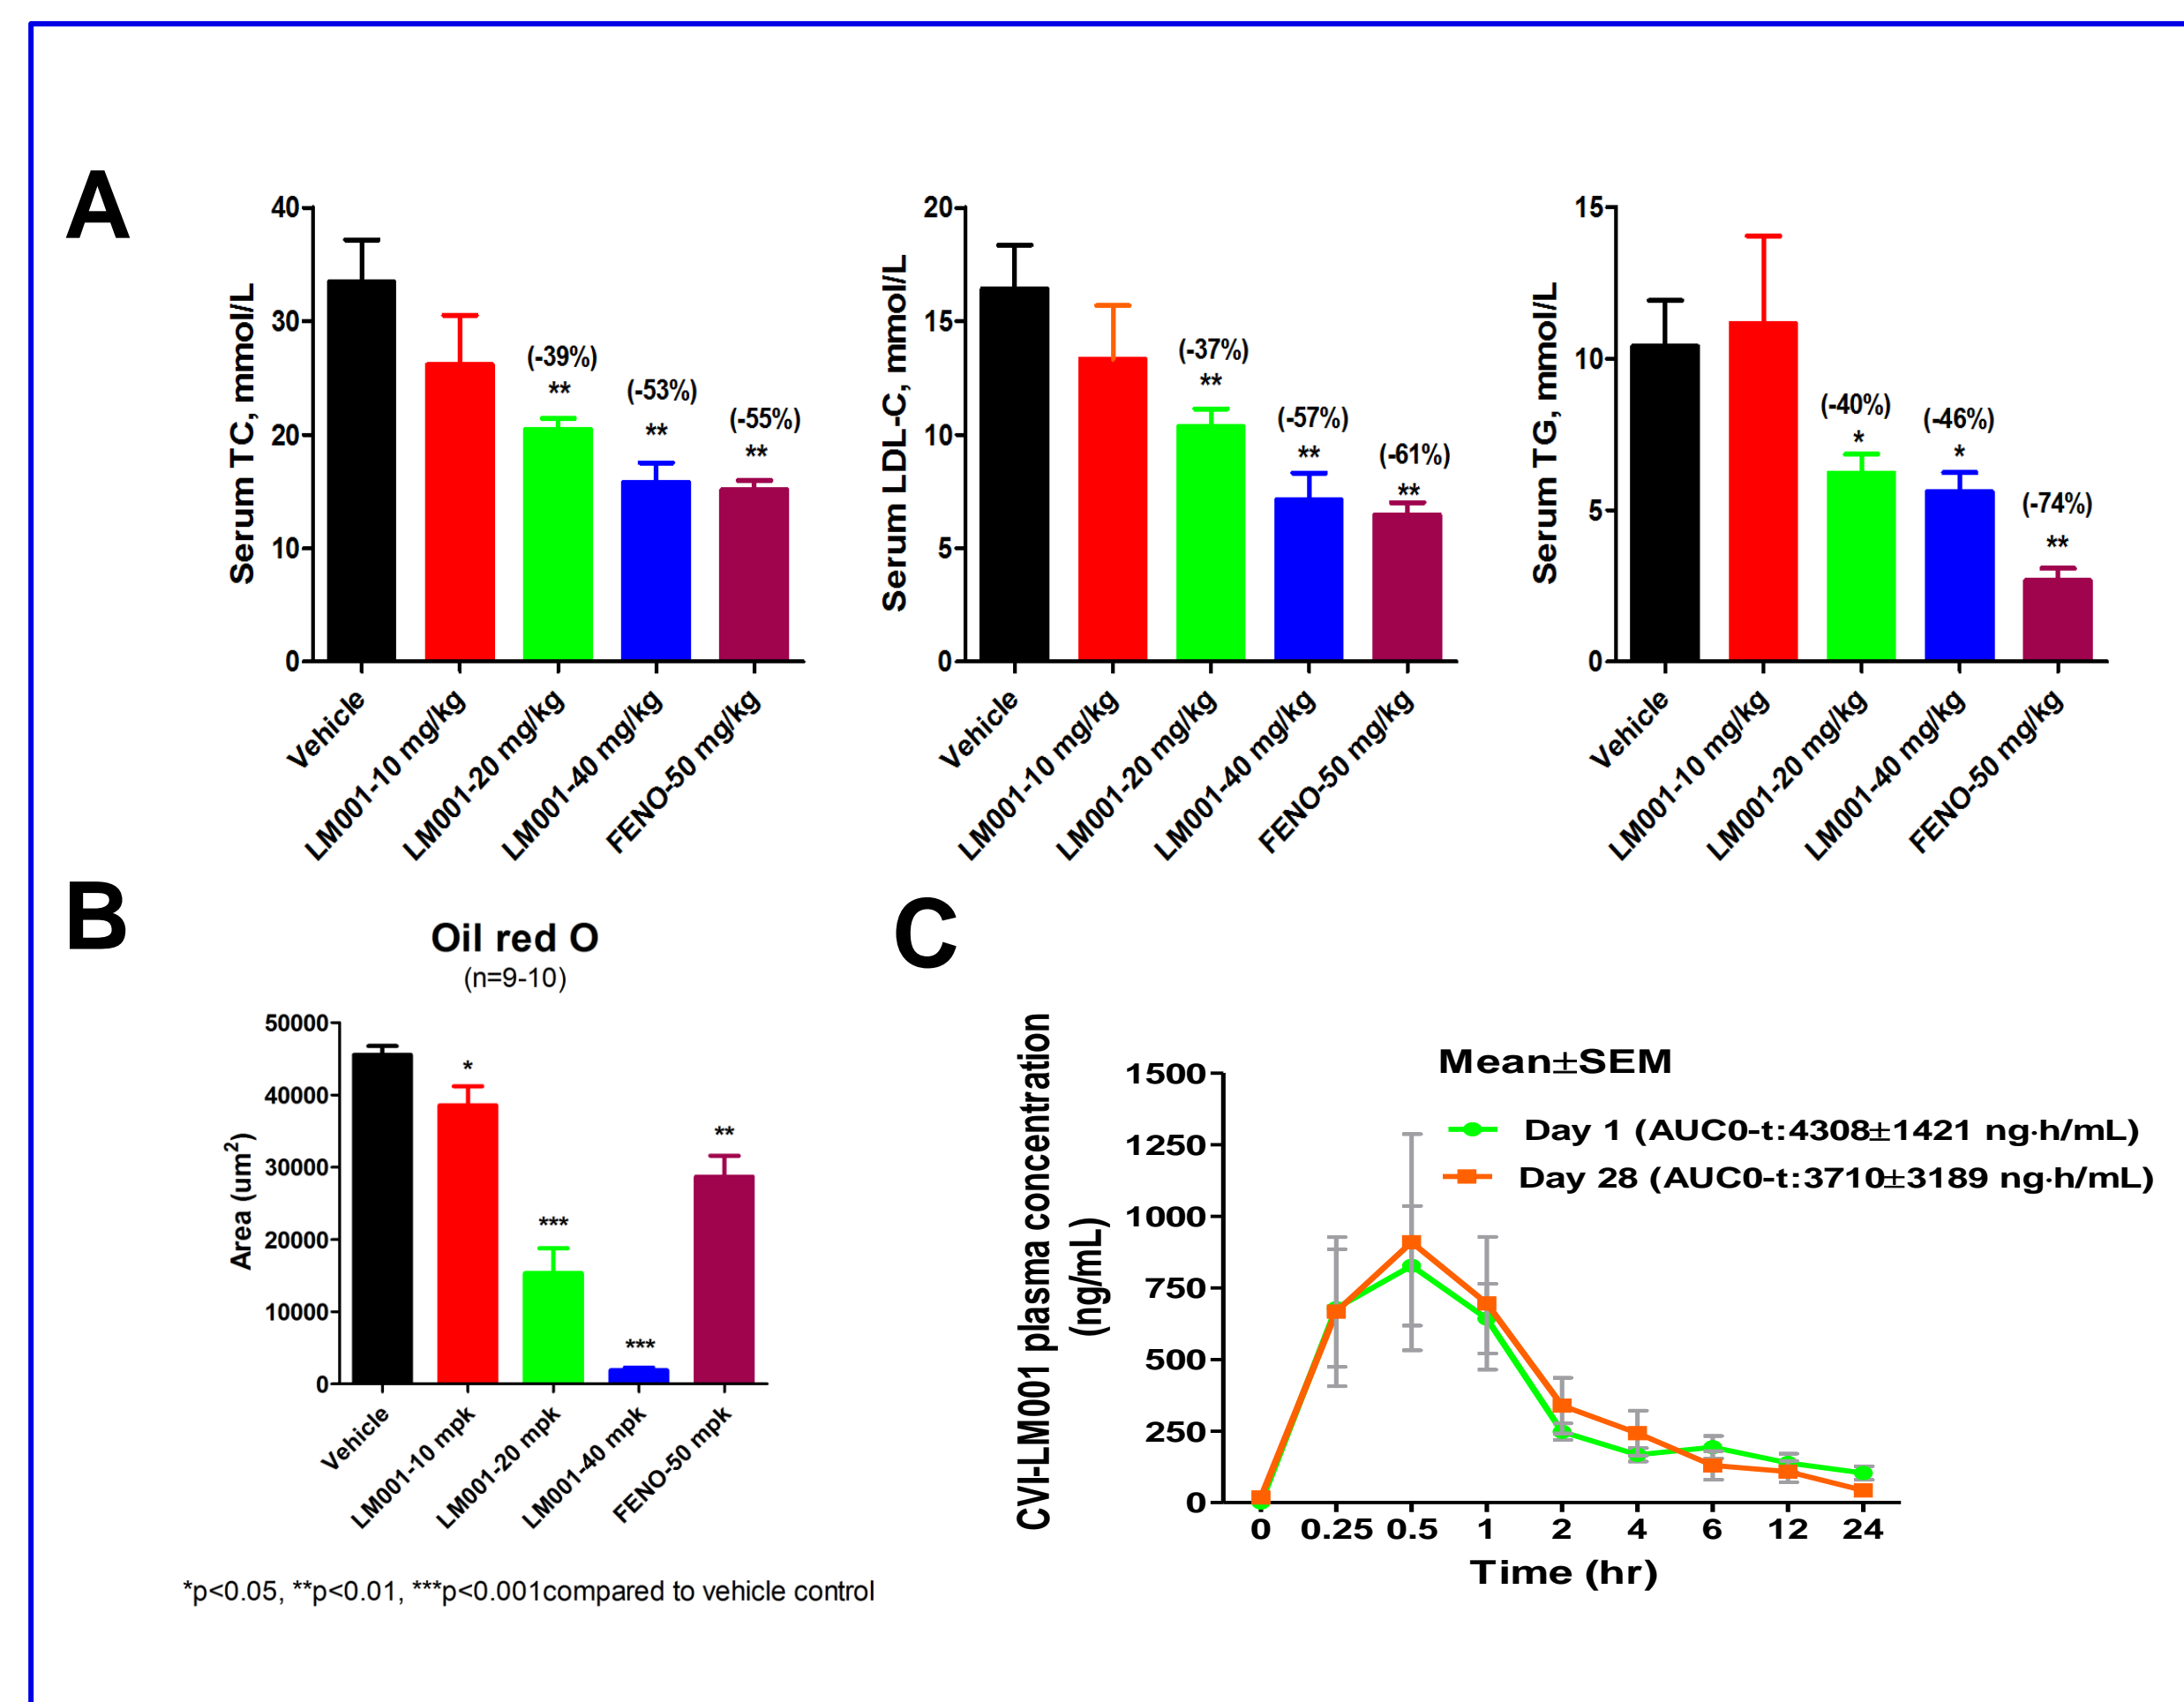 A
Serum TC, mmol/L
40
30
20
10
0
(-39%)
**
(-53%)
**
(-55%)
**
Vehicle
LM001-10 mg/kg
LM001-20 mg/kg
LM001-40 mg/kg
FENO-50 mg/kg
Serum LDL-C, mmol/L
20
15
10
5
0
(-37%)
**
(-57%)
**
(-61%)
**
Vehicle
LM001-10 mg/kg
LM001-20 mg/kg
LM001-40 mg/kg
FENO-50 mg/kg
Serum TG, mmol/L
15
10
5
0
(-40%)
*
(-46%)
*
(-74%)
**
Vehicle
LM001-10 mg/kg
LM001-20 mg/kg
LM001-40 mg/kg
FENO-50 mg/kg
B
Oil red O
(n=9-10)
Area (um²)
50000
40000
30000
20000
10000
0
*
***
***
**
Vehicle
LM001-10 mpk
LM001-20 mpk
LM001-40 mpk
FENO-50 mpk
*p<0.05, **p<0.01, ***p<0.001compared to vehicle control
C
CVI-LM001 plasma concentration
(ng/mL)
Mean±SEM
Day 1 (AUC0-t:4308±1421 ng·h/mL)
Day 28 (AUC0-t:3710±3189 ng·h/mL)
1500
1250
1000
750
500
250
0
0 0.25 0.5 1 2 4 6 12 24
Time (hr)